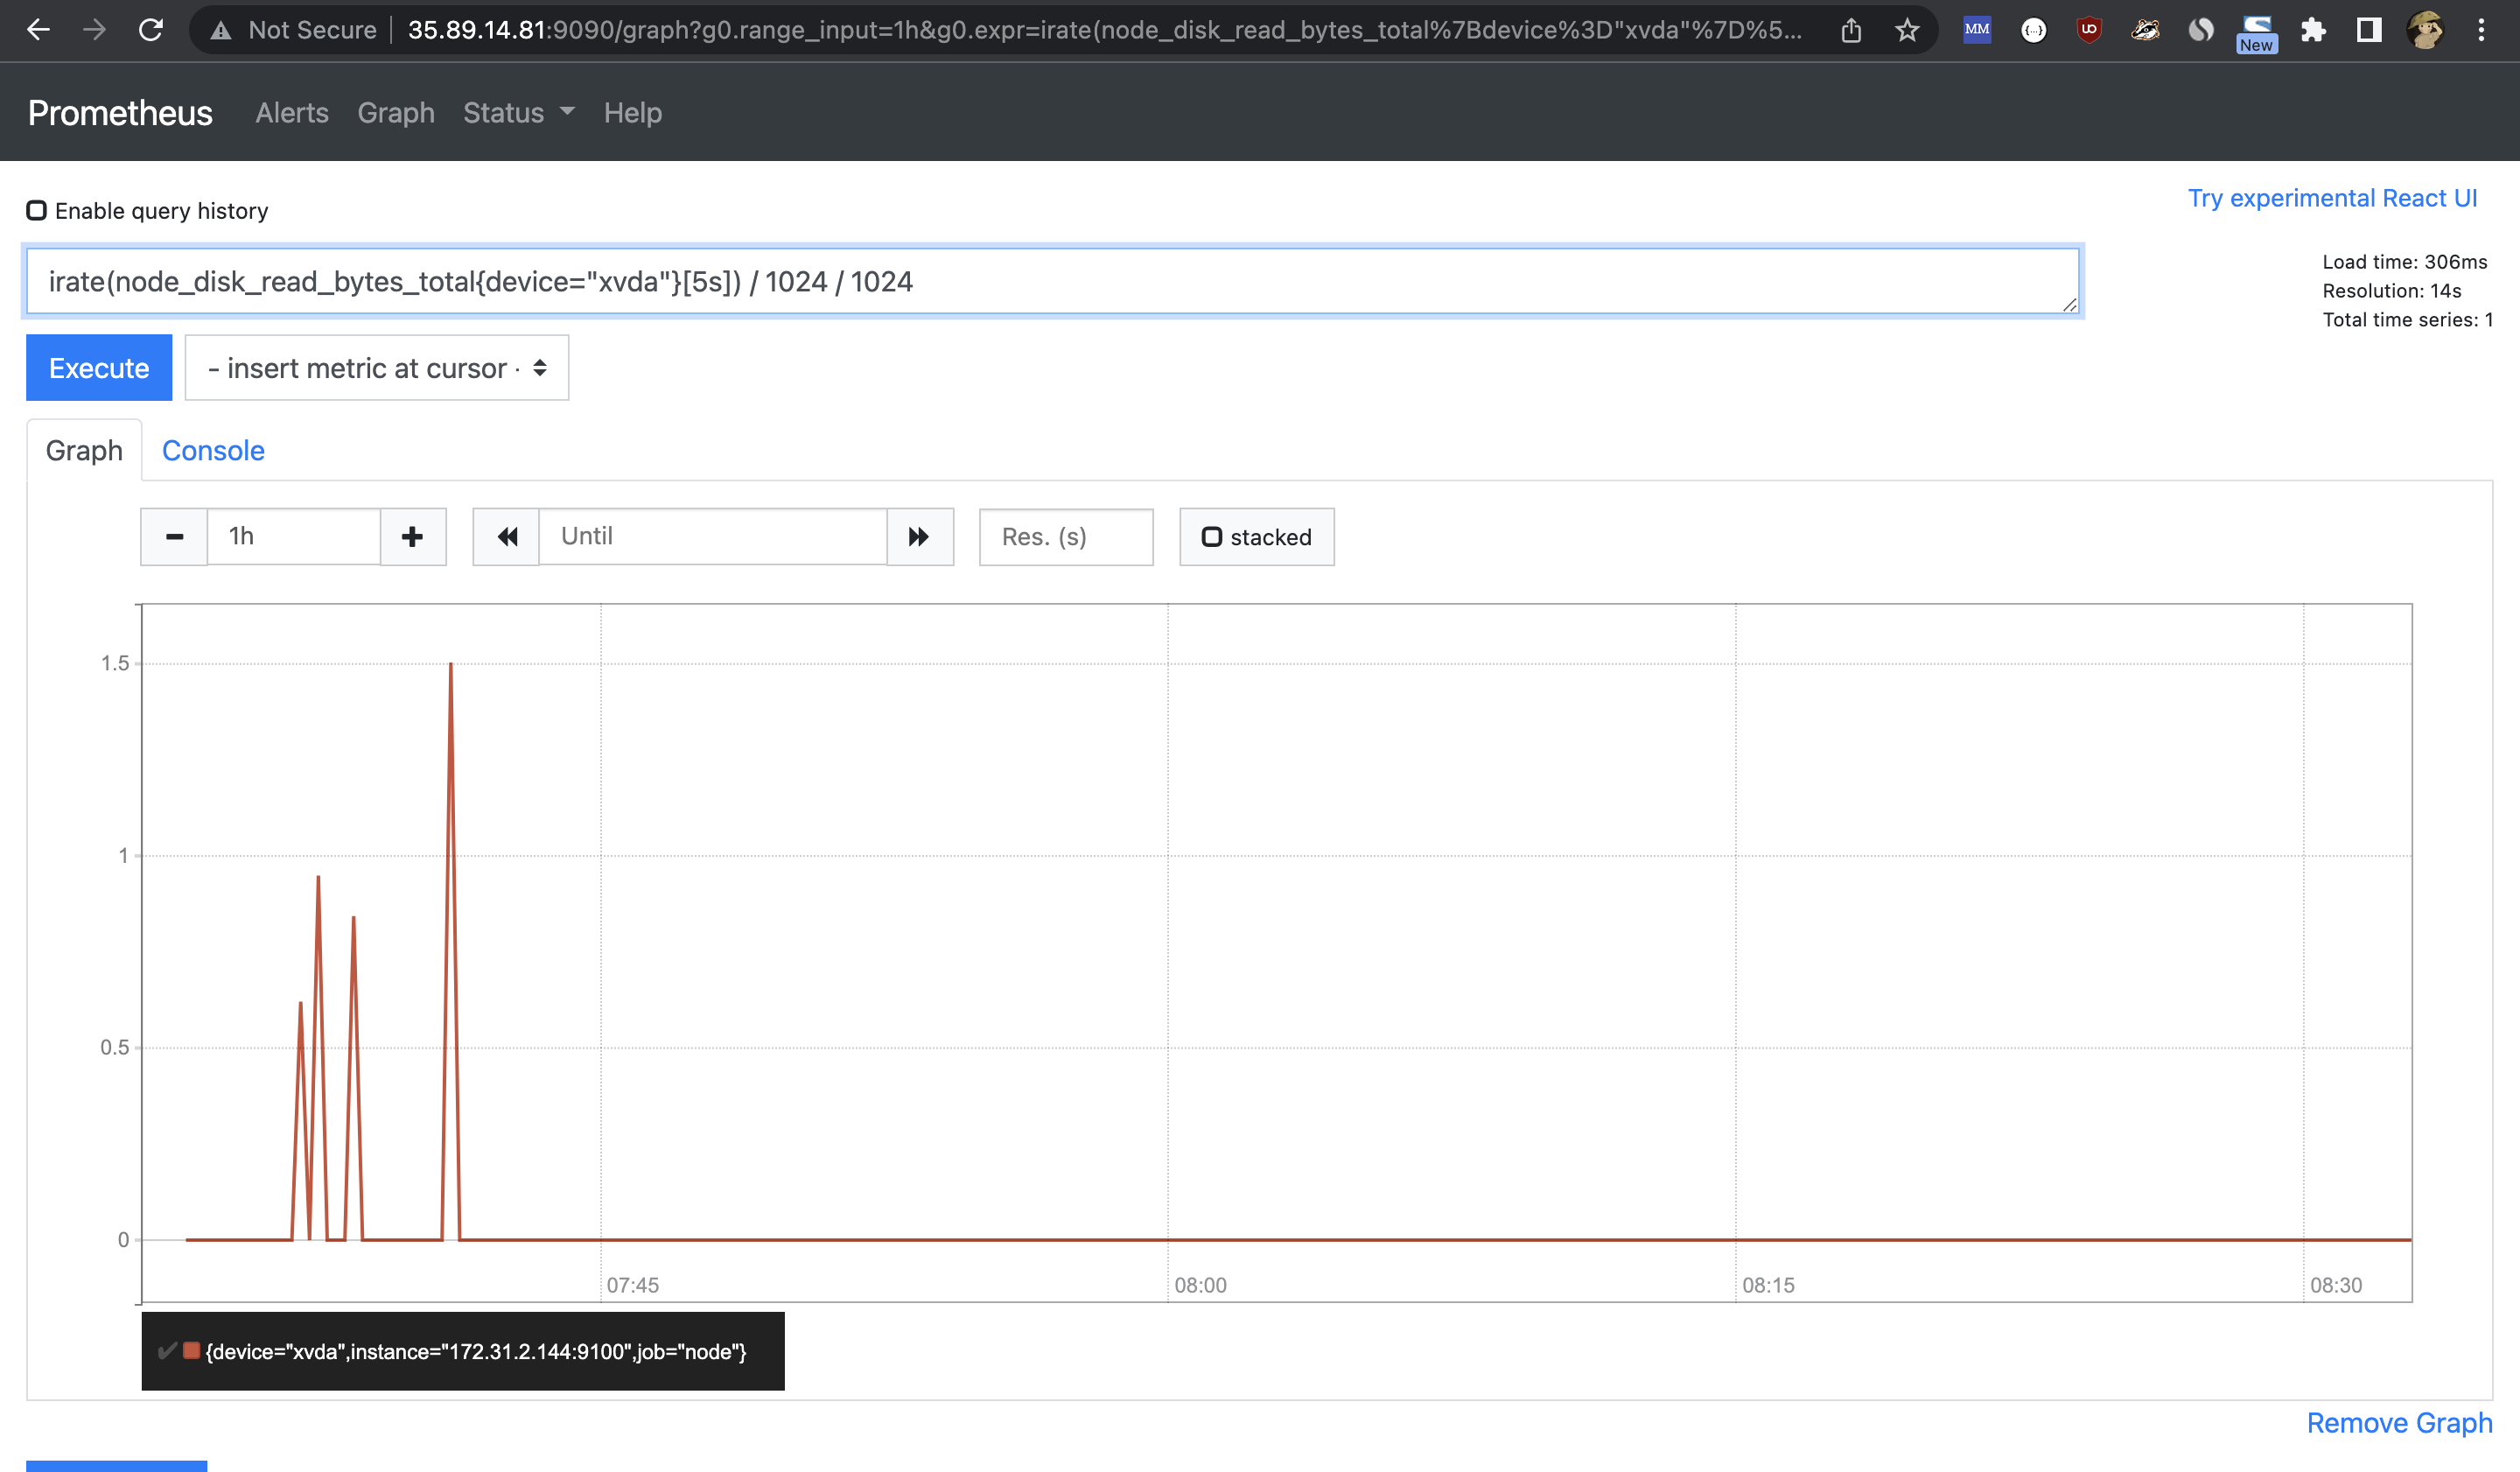 Not Secure 35.89.14.81:9090/graph?g0.range_input=1h&g0.expr=irate(node_disk_read_bytes_total%7Bdevice%3D"xvda"%7D%5...
MM
{...}
UO
New
Prometheus Alerts Graph Status Help
Enable query history
Try experimental React UI
irate(node_disk_read_bytes_total{device="xvda"}[5s]) / 1024 / 1024
Load time: 306ms
Resolution: 14s
Total time series: 1
Execute - insert metric at cursor -
Graph Console
1h Until Res. (s) stacked
1.5
1
0.5
0
07:45 08:00 08:15 08:30
{device="xvda",instance="172.31.2.144:9100",job="node"}
Remove Graph